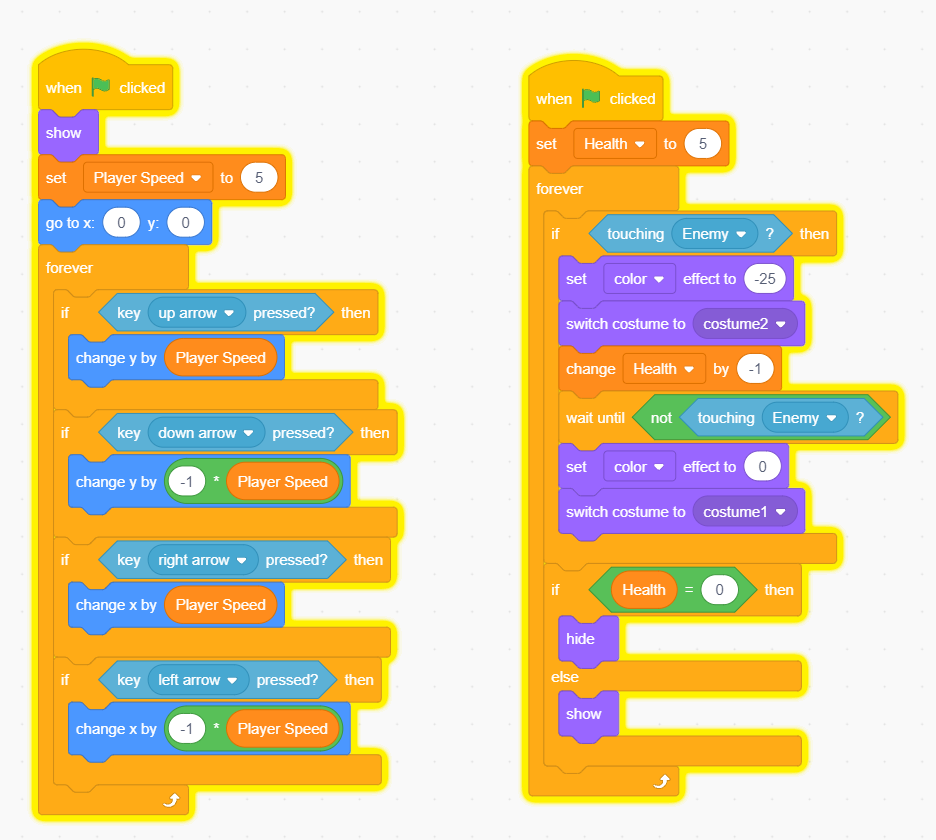 when clicked
show
set Player Speed to 5
go to x: 0 y: 0
forever
if key up arrow pressed? then
change y by Player Speed
if key down arrow pressed? then
change y by -1 * Player Speed
if key right arrow pressed? then
change x by Player Speed
if key left arrow pressed? then
change x by -1 * Player Speed
when clicked
set Health to 5
forever
if touching Enemy ? then
set color effect to -25
switch costume to costume2
change Health by -1
wait until not touching Enemy ?
set color effect to 0
switch costume to costume1
if Health = 0 then
hide
else
show